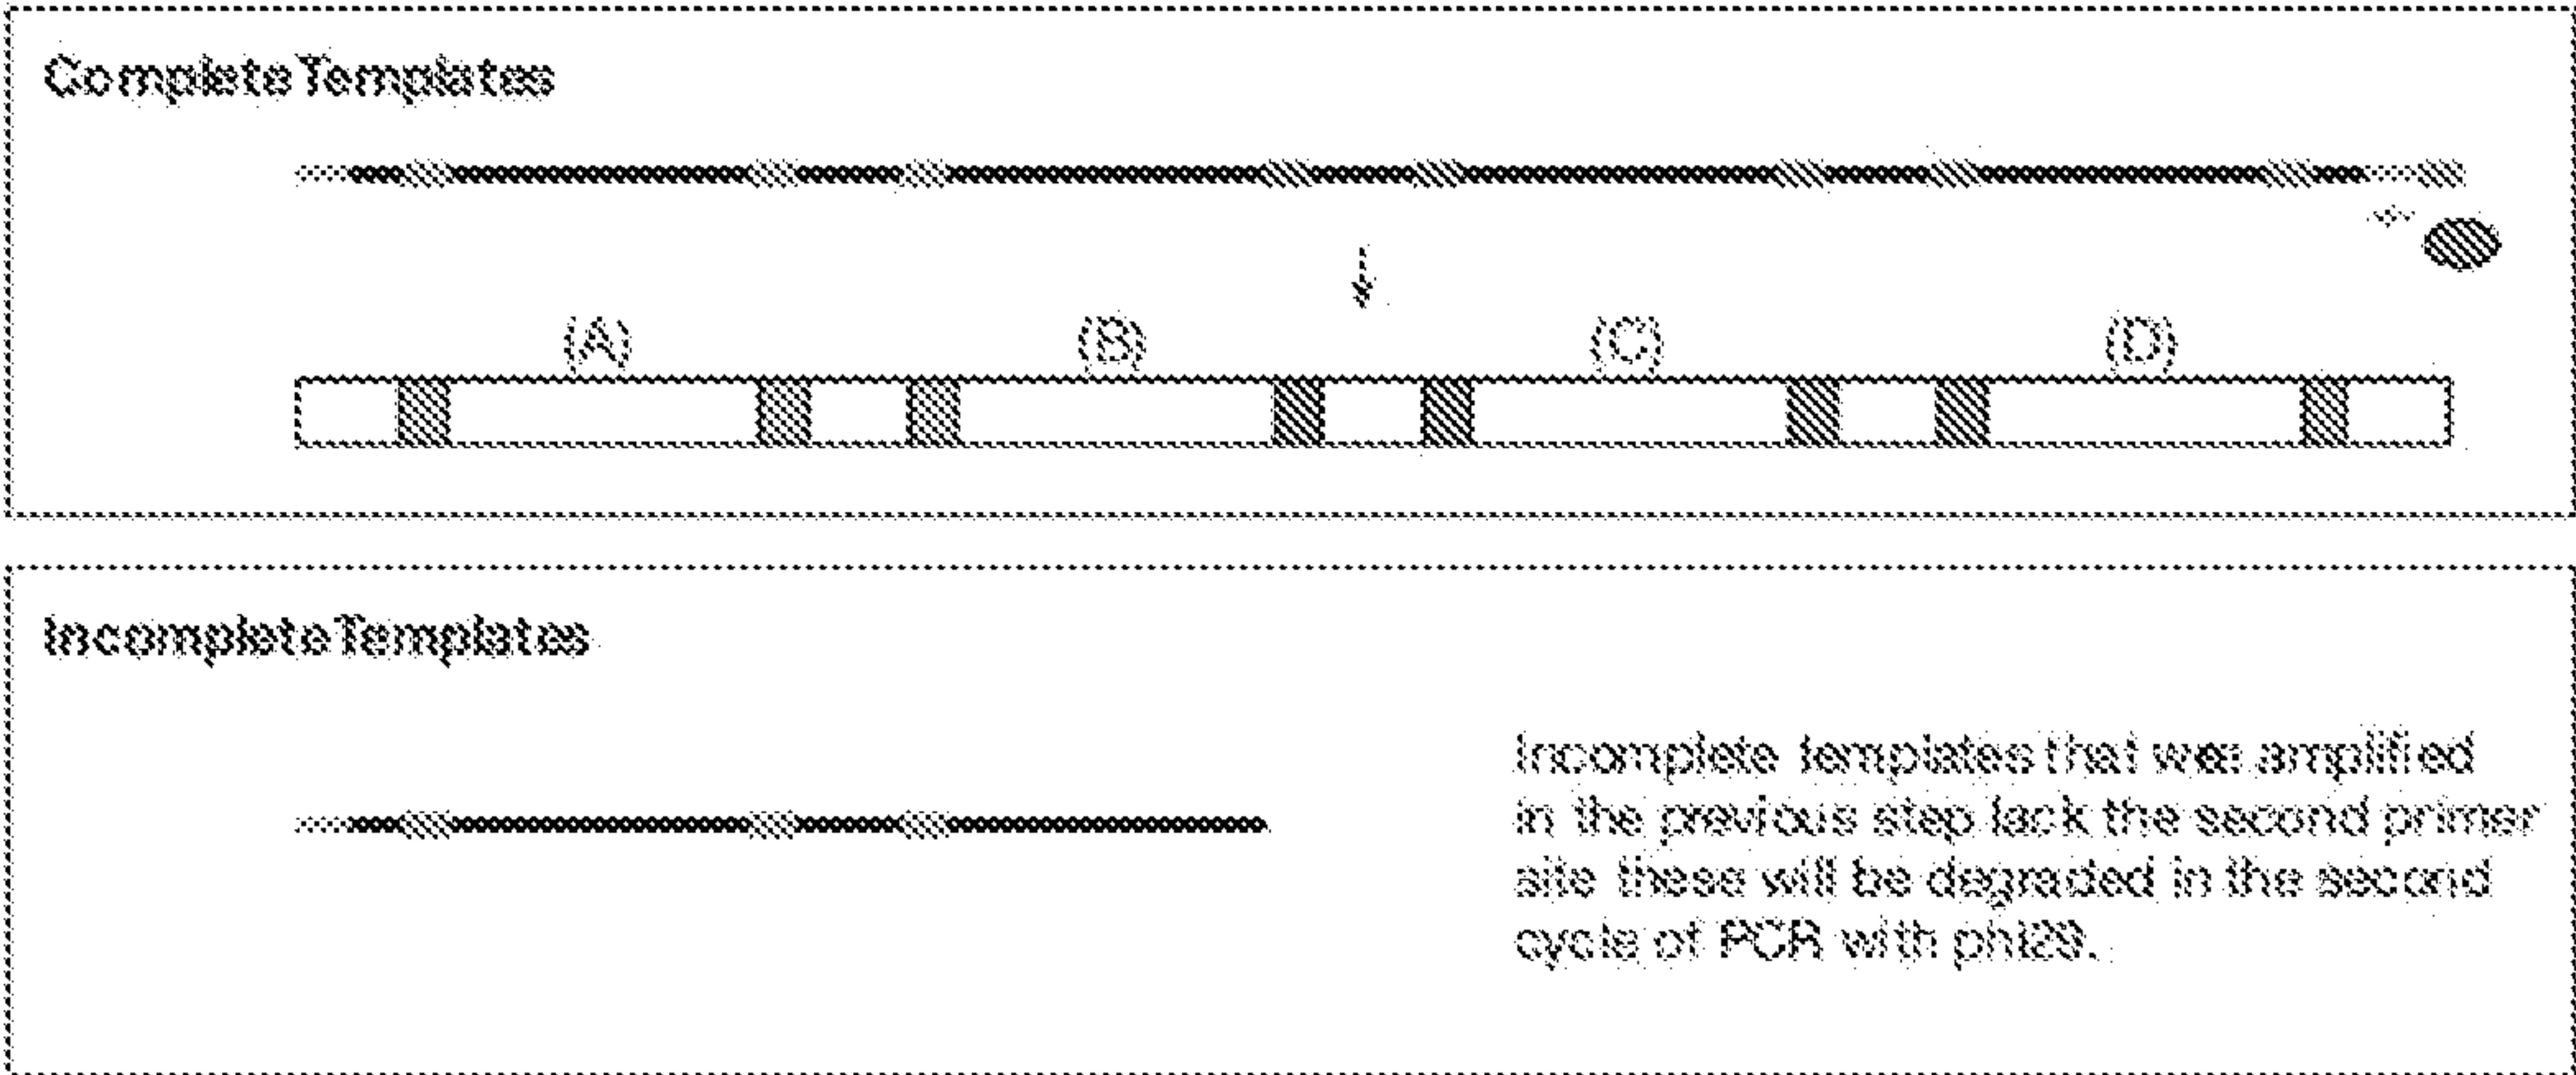 Complete Templates
(A) (B) (C) (D)
Incomplete Templates
Incomplete templates that was amplified
in the previous step lack the second primer
site these will be degraded in the second
cycle of PCR with phi29.